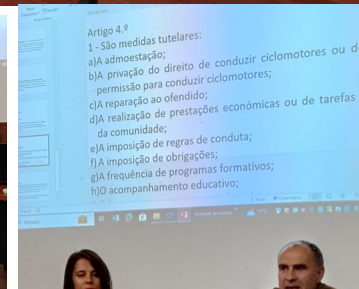 Artigo 4.º
1 - São medidas tutelares:
a)A admoestação;
b)A privação do direito de conduzir ciclomotores ou d
permissão para conduzir ciclomotores;
c)A reparação ao ofendido;
d)A realização de prestações económicas ou de tarefas
da comunidade;
e)A imposição de regras de conduta;
f)A imposição de obrigações;
g)A frequência de programas formativos;
h)O acompanhamento educativo;
17°C